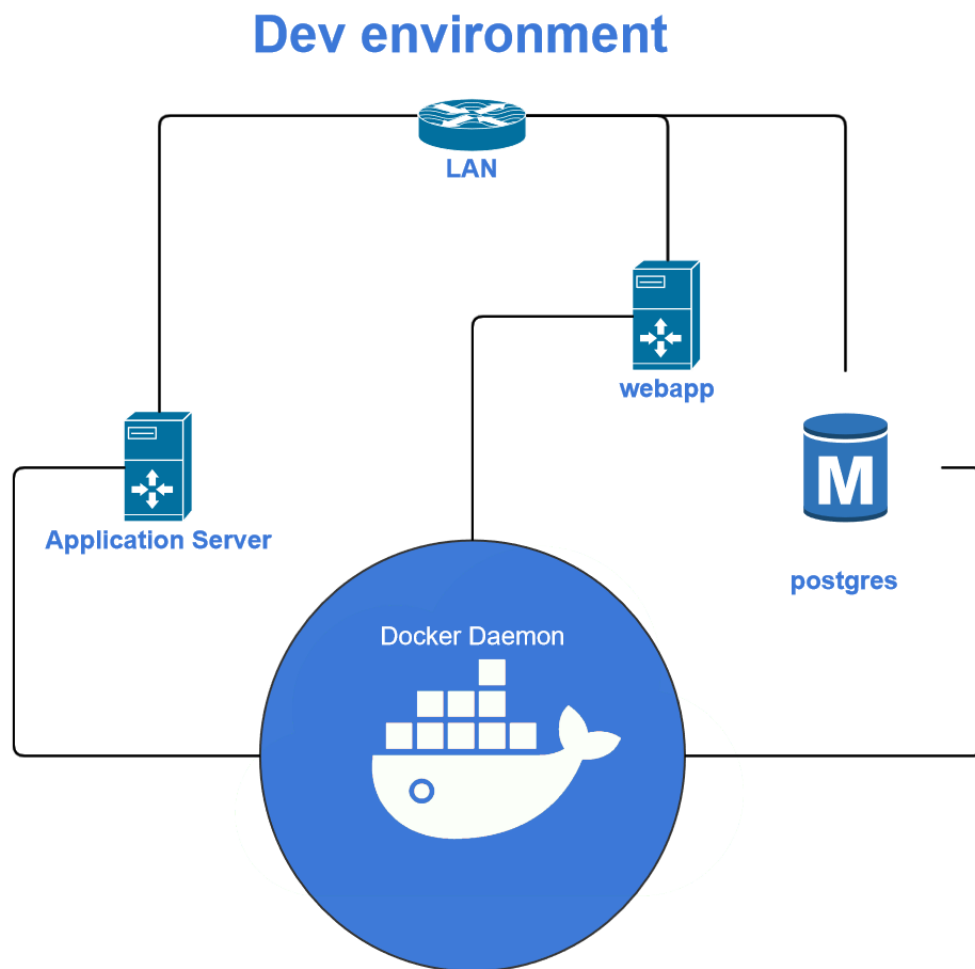 Dev environment
LAN
webapp
M
Application Server
postgres
Docker Daemon